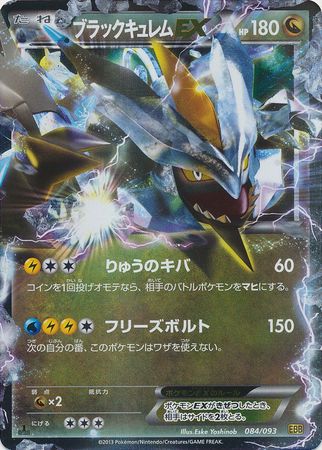 たね
ブラックキュレムEX HP180
りゅうのキバ 60
コインを1回投げオモテなら、相手のバトルポケモンをマヒにする。
フリーズボルト 150
次の自分の番、このポケモンはワザを使えない。
弱点 抵抗力
×2
にげる
ポケモンEXがきぜつしたとき、
相手はサイドを2枚とる。
Illus. Eske Yoshinob 084/093 EBB
©2013 Pokémon/Nintendo/Creatures/GAME FREAK.